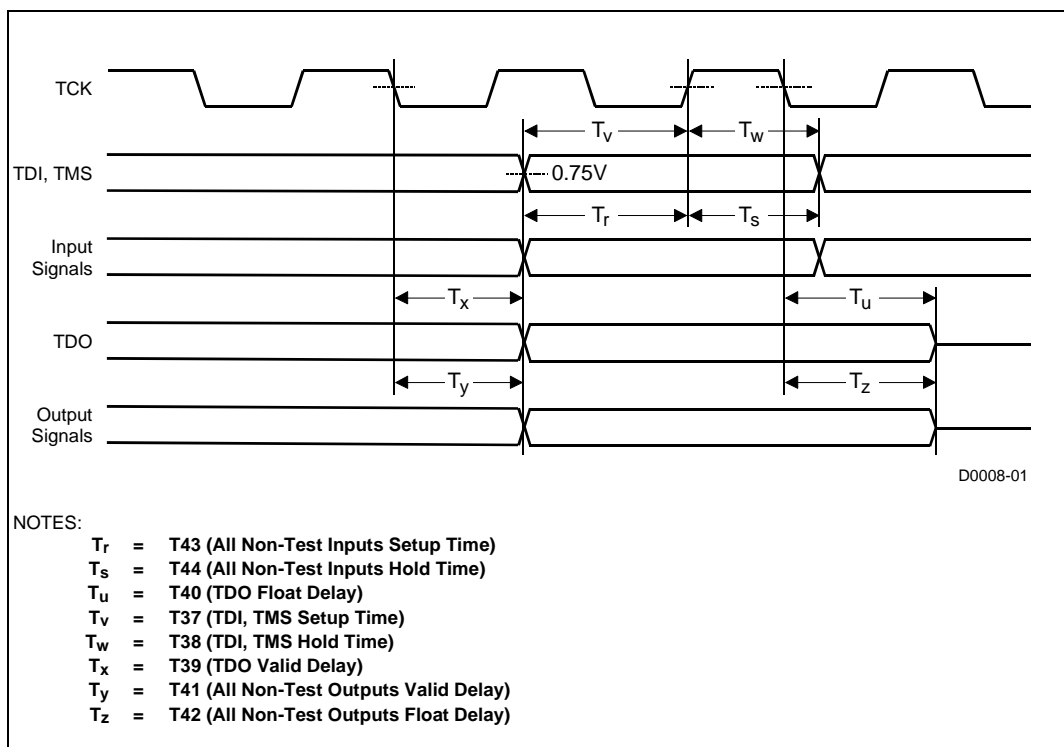 TCK
Tv
Tw
TDI, TMS
0.75V
Tr
Ts
Input
Signals
Tx
Tu
TDO
Ty
Tz
Output
Signals
D0008-01
NOTES:
Tr = T43 (All Non-Test Inputs Setup Time)
Ts = T44 (All Non-Test Inputs Hold Time)
Tu = T40 (TDO Float Delay)
Tv = T37 (TDI, TMS Setup Time)
Tw = T38 (TDI, TMS Hold Time)
Tx = T39 (TDO Valid Delay)
Ty = T41 (All Non-Test Outputs Valid Delay)
Tz = T42 (All Non-Test Outputs Float Delay)